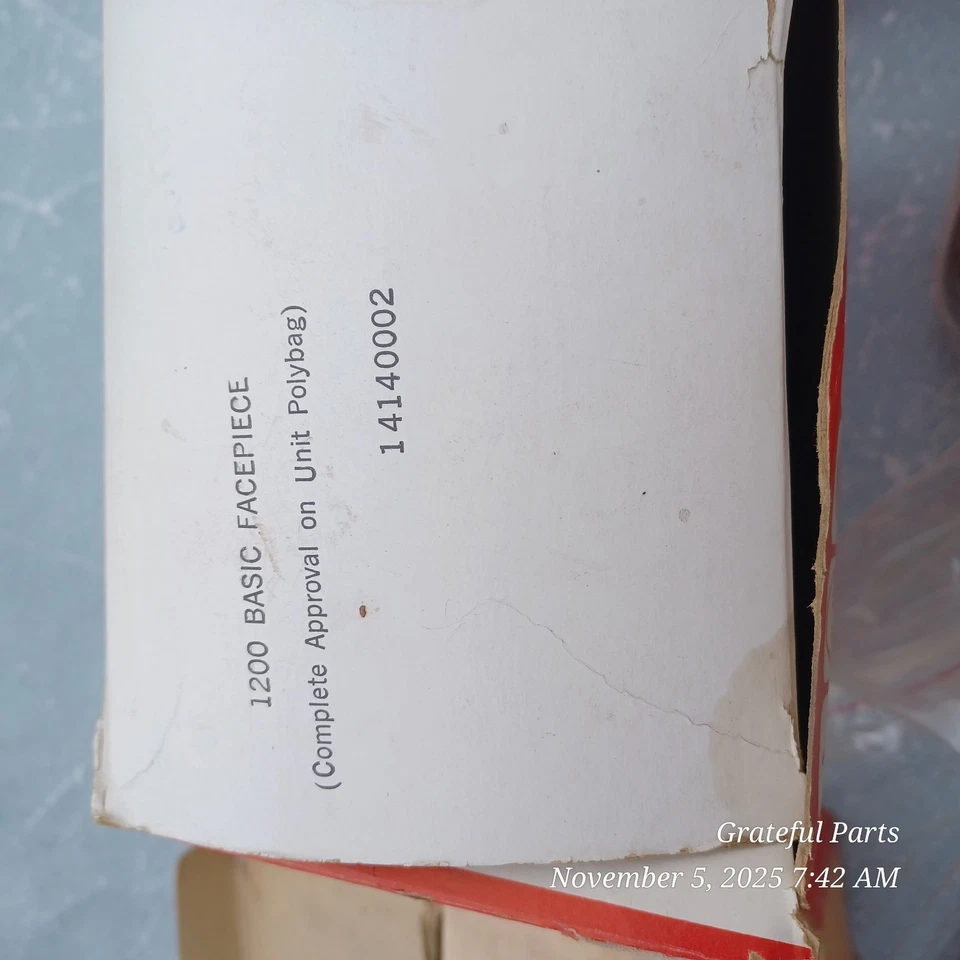 1200 BASIC FACEPIECE
(Complete Approval on Unit Polybag)
14140002
Grateful Parts
November 5, 2025 7:42 AM